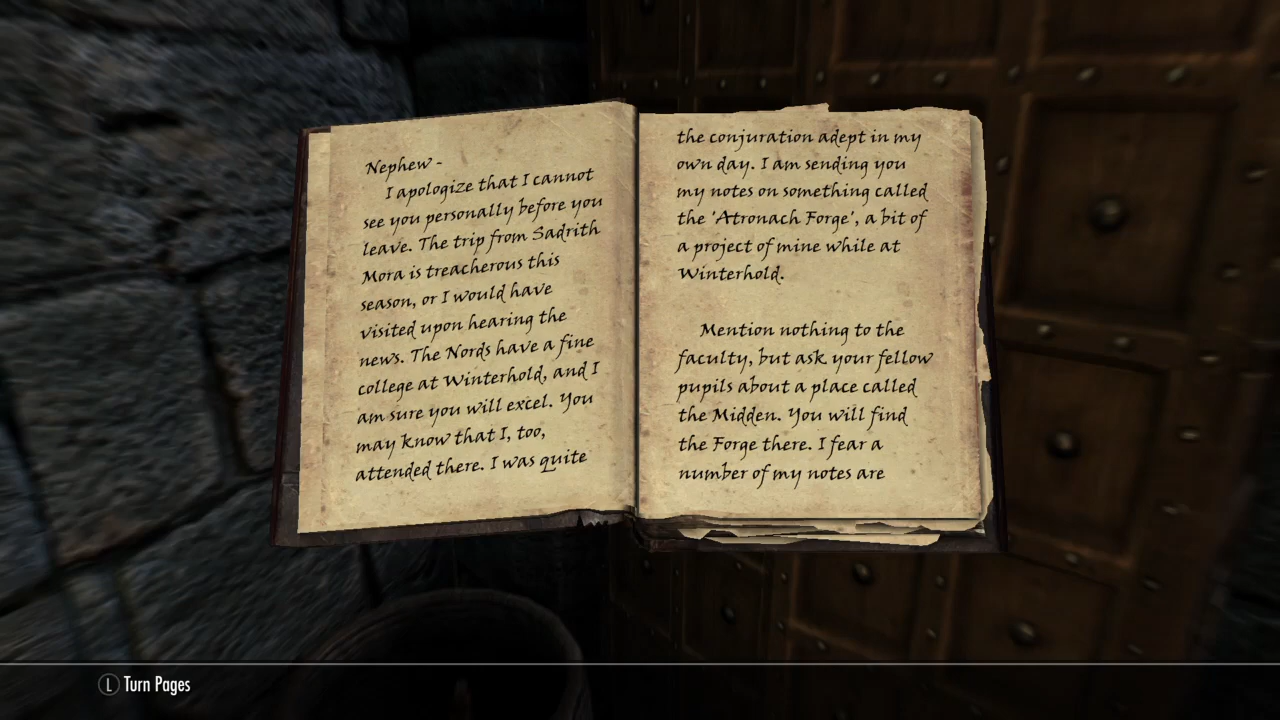 Nephew -
I apologize that I cannot
see you personally before you
leave. The trip from Sadrith
Mora is treacherous this
season, or I would have
visited upon hearing the
news. The Nords have a fine
college at Winterhold, and I
am sure you will excel. You
may know that I, too,
attended there. I was quite
the conjuration adept in my
own day. I am sending you
my notes on something called
the 'Atronach Forge', a bit of
a project of mine while at
Winterhold.
Mention nothing to the
faculty, but ask your fellow
pupils about a place called
the Midden. You will find
the Forge there. I fear a
number of my notes are
L Turn Pages